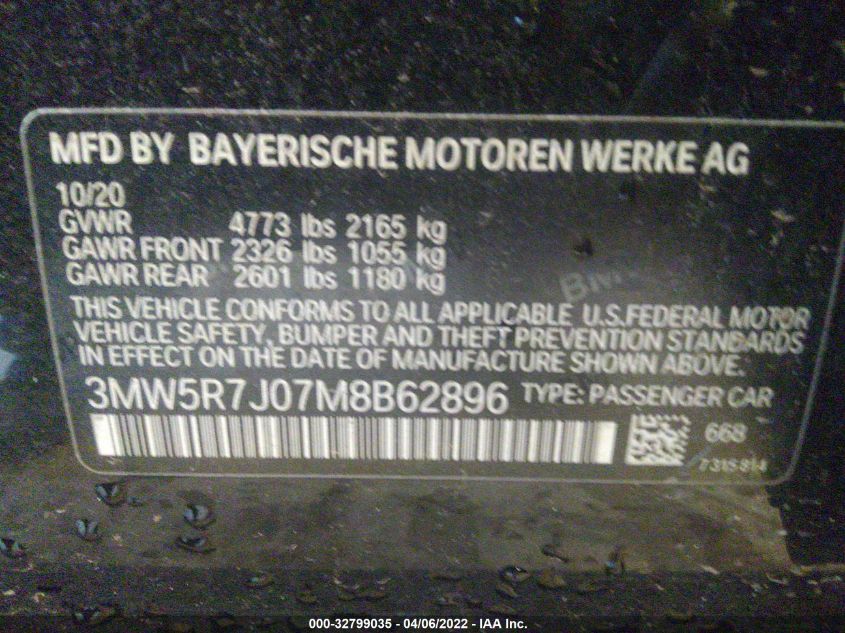 MFD BY BAYERISCHE MOTOREN WERKE AG
10/20
GVWR 4773 lbs 2165 kg
GAWR FRONT 2326 lbs 1055 kg
GAWR REAR 2601 lbs 1180 kg
THIS VEHICLE CONFORMS TO ALL APPLICABLE U.S.FEDERAL MOTOR
VEHICLE SAFETY, BUMPER AND THEFT PREVENTION STANDARDS
IN EFFECT ON THE DATE OF MANUFACTURE SHOWN ABOVE.
3MW5R7J07M8B62896 TYPE: PASSENGER CAR
668
7315814
000-32799035 - 04/06/2022 - IAA Inc.